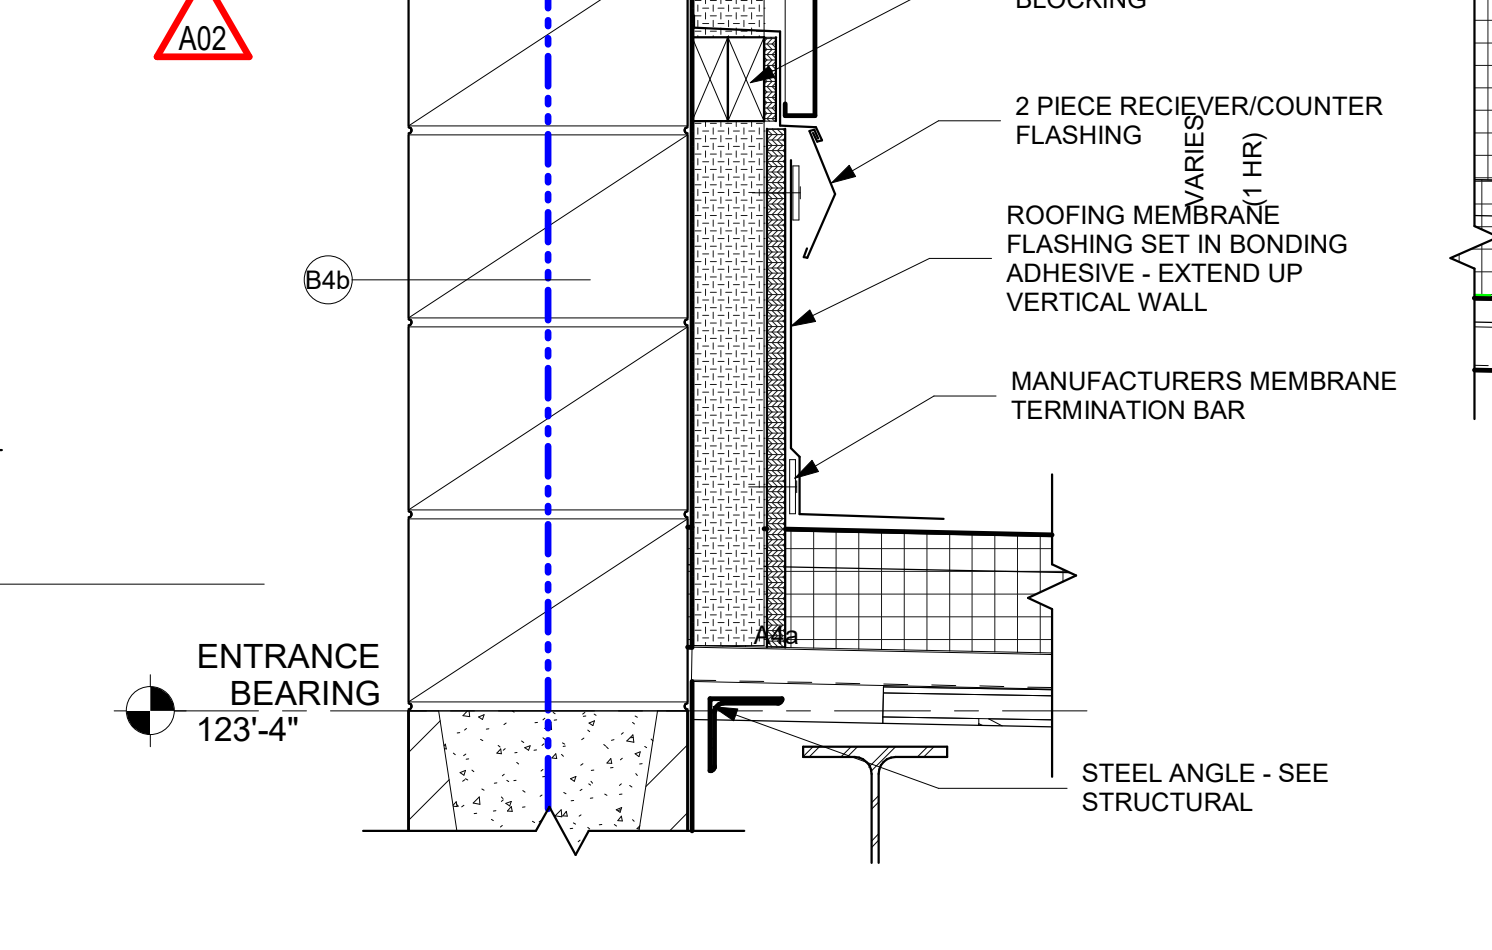 BLOCKING
A02
2 PIECE RECIEVER/COUNTER
FLASHING
VARIES
(1 HR)
ROOFING MEMBRANE
FLASHING SET IN BONDING
ADHESIVE - EXTEND UP
VERTICAL WALL
B4b
MANUFACTURERS MEMBRANE
TERMINATION BAR
A4a
ENTRANCE
BEARING
123'-4"
STEEL ANGLE - SEE
STRUCTURAL